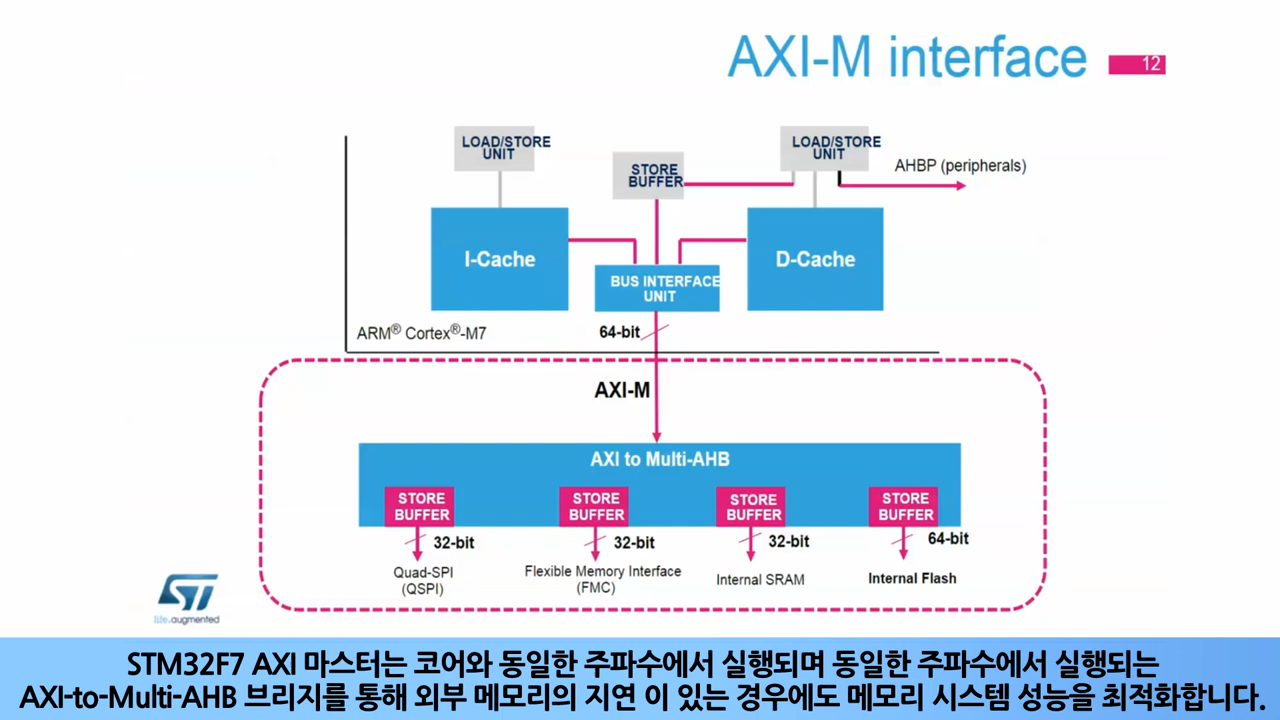 AXI-M interface
12
LOAD/STORE
UNIT
LOAD/STORE
UNIT
STORE
BUFFER
AHBP (peripherals)
I-Cache
D-Cache
BUS INTERFACE
UNIT
ARM® Cortex®-M7
64-bit
AXI-M
AXI to Multi-AHB
STORE
BUFFER
STORE
BUFFER
STORE
BUFFER
STORE
BUFFER
32-bit
32-bit
32-bit
64-bit
Quad-SPI
(QSPI)
Flexible Memory Interface
(FMC)
Internal SRAM
Internal Flash
ST
life.augmented
STM32F7 AXI 마스터는 코어와 동일한 주파수에서 실행되며 동일한 주파수에서 실행되는
AXI-to-Multi-AHB 브리지를 통해 외부 메모리의 지연 이 있는 경우에도 메모리 시스템 성능을 최적화합니다.